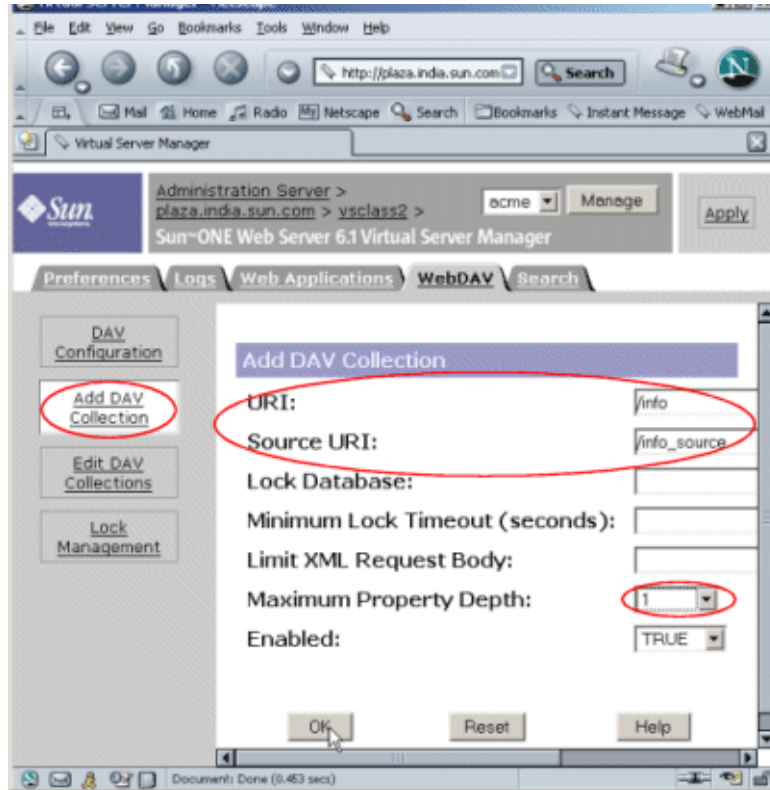 File Edit View Go Bookmarks Tools Window Help
http://plaza.india.sun.com Search N
Mail Home Radio My Netscape Search Bookmarks Instant Message WebMail
Virtual Server Manager
Sun
microsystems
Administration Server >
plaza.india.sun.com > vsclass2 >
acme Manage
Apply
Sun~ONE Web Server 6.1 Virtual Server Manager
Preferences Logs Web Applications WebDAV Search
DAV
Configuration
Add DAV
Collection
Edit DAV
Collections
Lock
Management
Add DAV Collection
URI: /info
Source URI: /info_source
Lock Database:
Minimum Lock Timeout (seconds):
Limit XML Request Body:
Maximum Property Depth: 1
Enabled: TRUE
OK Reset Help
Document: Done (0.453 secs)